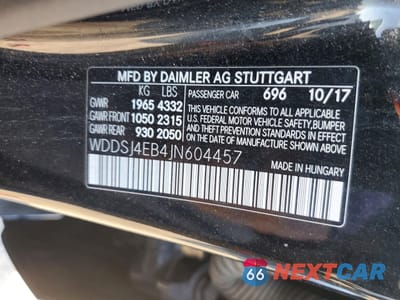 MFD BY DAIMLER AG STUTTGART
KG LBS PASSENGER CAR 696 10/17
GVWR 1965 4332
GAWR FRONT 1050 2315
GAWR REAR 930 2050
THIS VEHICLE CONFORMS TO ALL APPLICABLE
U.S. FEDERAL MOTOR VEHICLE SAFETY, BUMPER
AND THEFT PREVENTION STANDARDS IN EFFECT
ON THE DATE OF MANUFACTURE SHOWN ABOVE.
WDDSJ4EB4JN604457
MADE IN HUNGARY
66 NEXTCAR